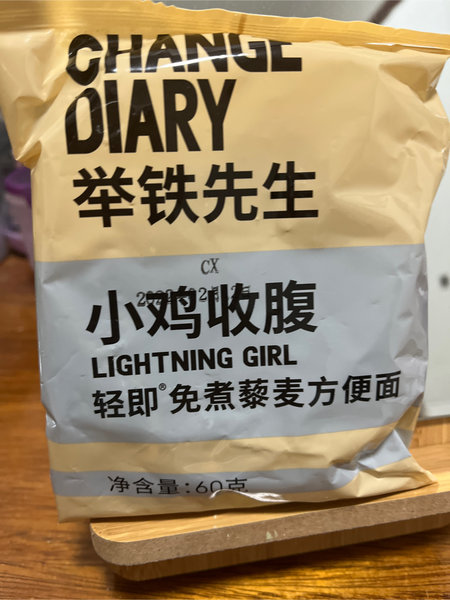 CHANGE
DIARY
举铁先生
CX
小鸡收腹
LIGHTNING GIRL
轻即® 免煮藜麦方便面
净含量:60克